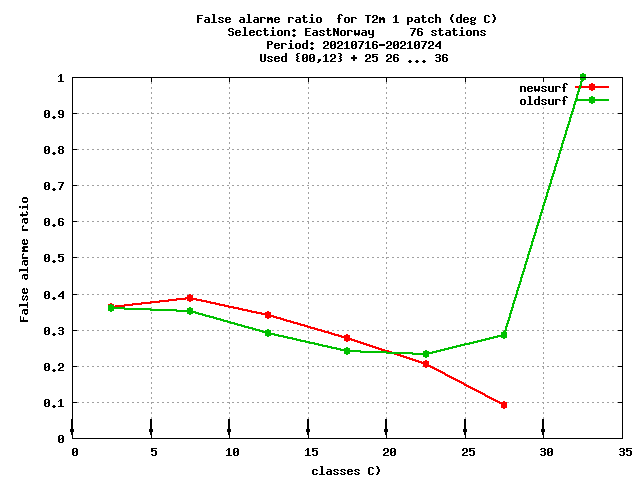 False alarme ratio  for T2m 1 patch (deg C)
Selection: EastNorway     76 stations
Period: 20210716-20210724
Used {00,12} + 25 26 ... 36
newsurf
oldsurf
False alarme ratio
1
0.9
0.8
0.7
0.6
0.5
0.4
0.3
0.2
0.1
0
0 5 10 15 20 25 30 35
classes C)